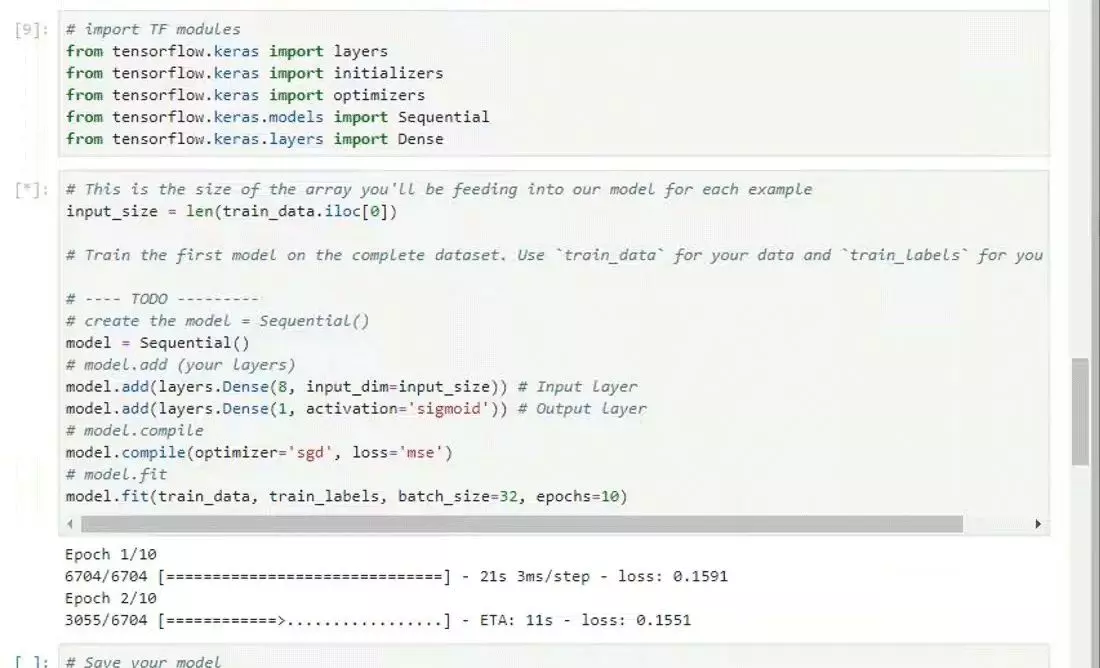 [9]: # import TF modules
from tensorflow.keras import layers
from tensorflow.keras import initializers
from tensorflow.keras import optimizers
from tensorflow.keras.models import Sequential
from tensorflow.keras.layers import Dense
[*]: # This is the size of the array you'll be feeding into our model for each example
input_size = len(train_data.iloc[0])
# Train the first model on the complete dataset. Use `train_data` for your data and `train_labels` for you
# ---- TODO ---------
# create the model = Sequential()
model = Sequential()
# model.add (your layers)
model.add(layers.Dense(8, input_dim=input_size)) # Input layer
model.add(layers.Dense(1, activation='sigmoid')) # Output layer
# model.compile
model.compile(optimizer='sgd', loss='mse')
# model.fit
model.fit(train_data, train_labels, batch_size=32, epochs=10)
Epoch 1/10
6704/6704 [==============================] - 21s 3ms/step - loss: 0.1591
Epoch 2/10
3055/6704 [============>.................] - ETA: 11s - loss: 0.1551
[ ]: # Save your model